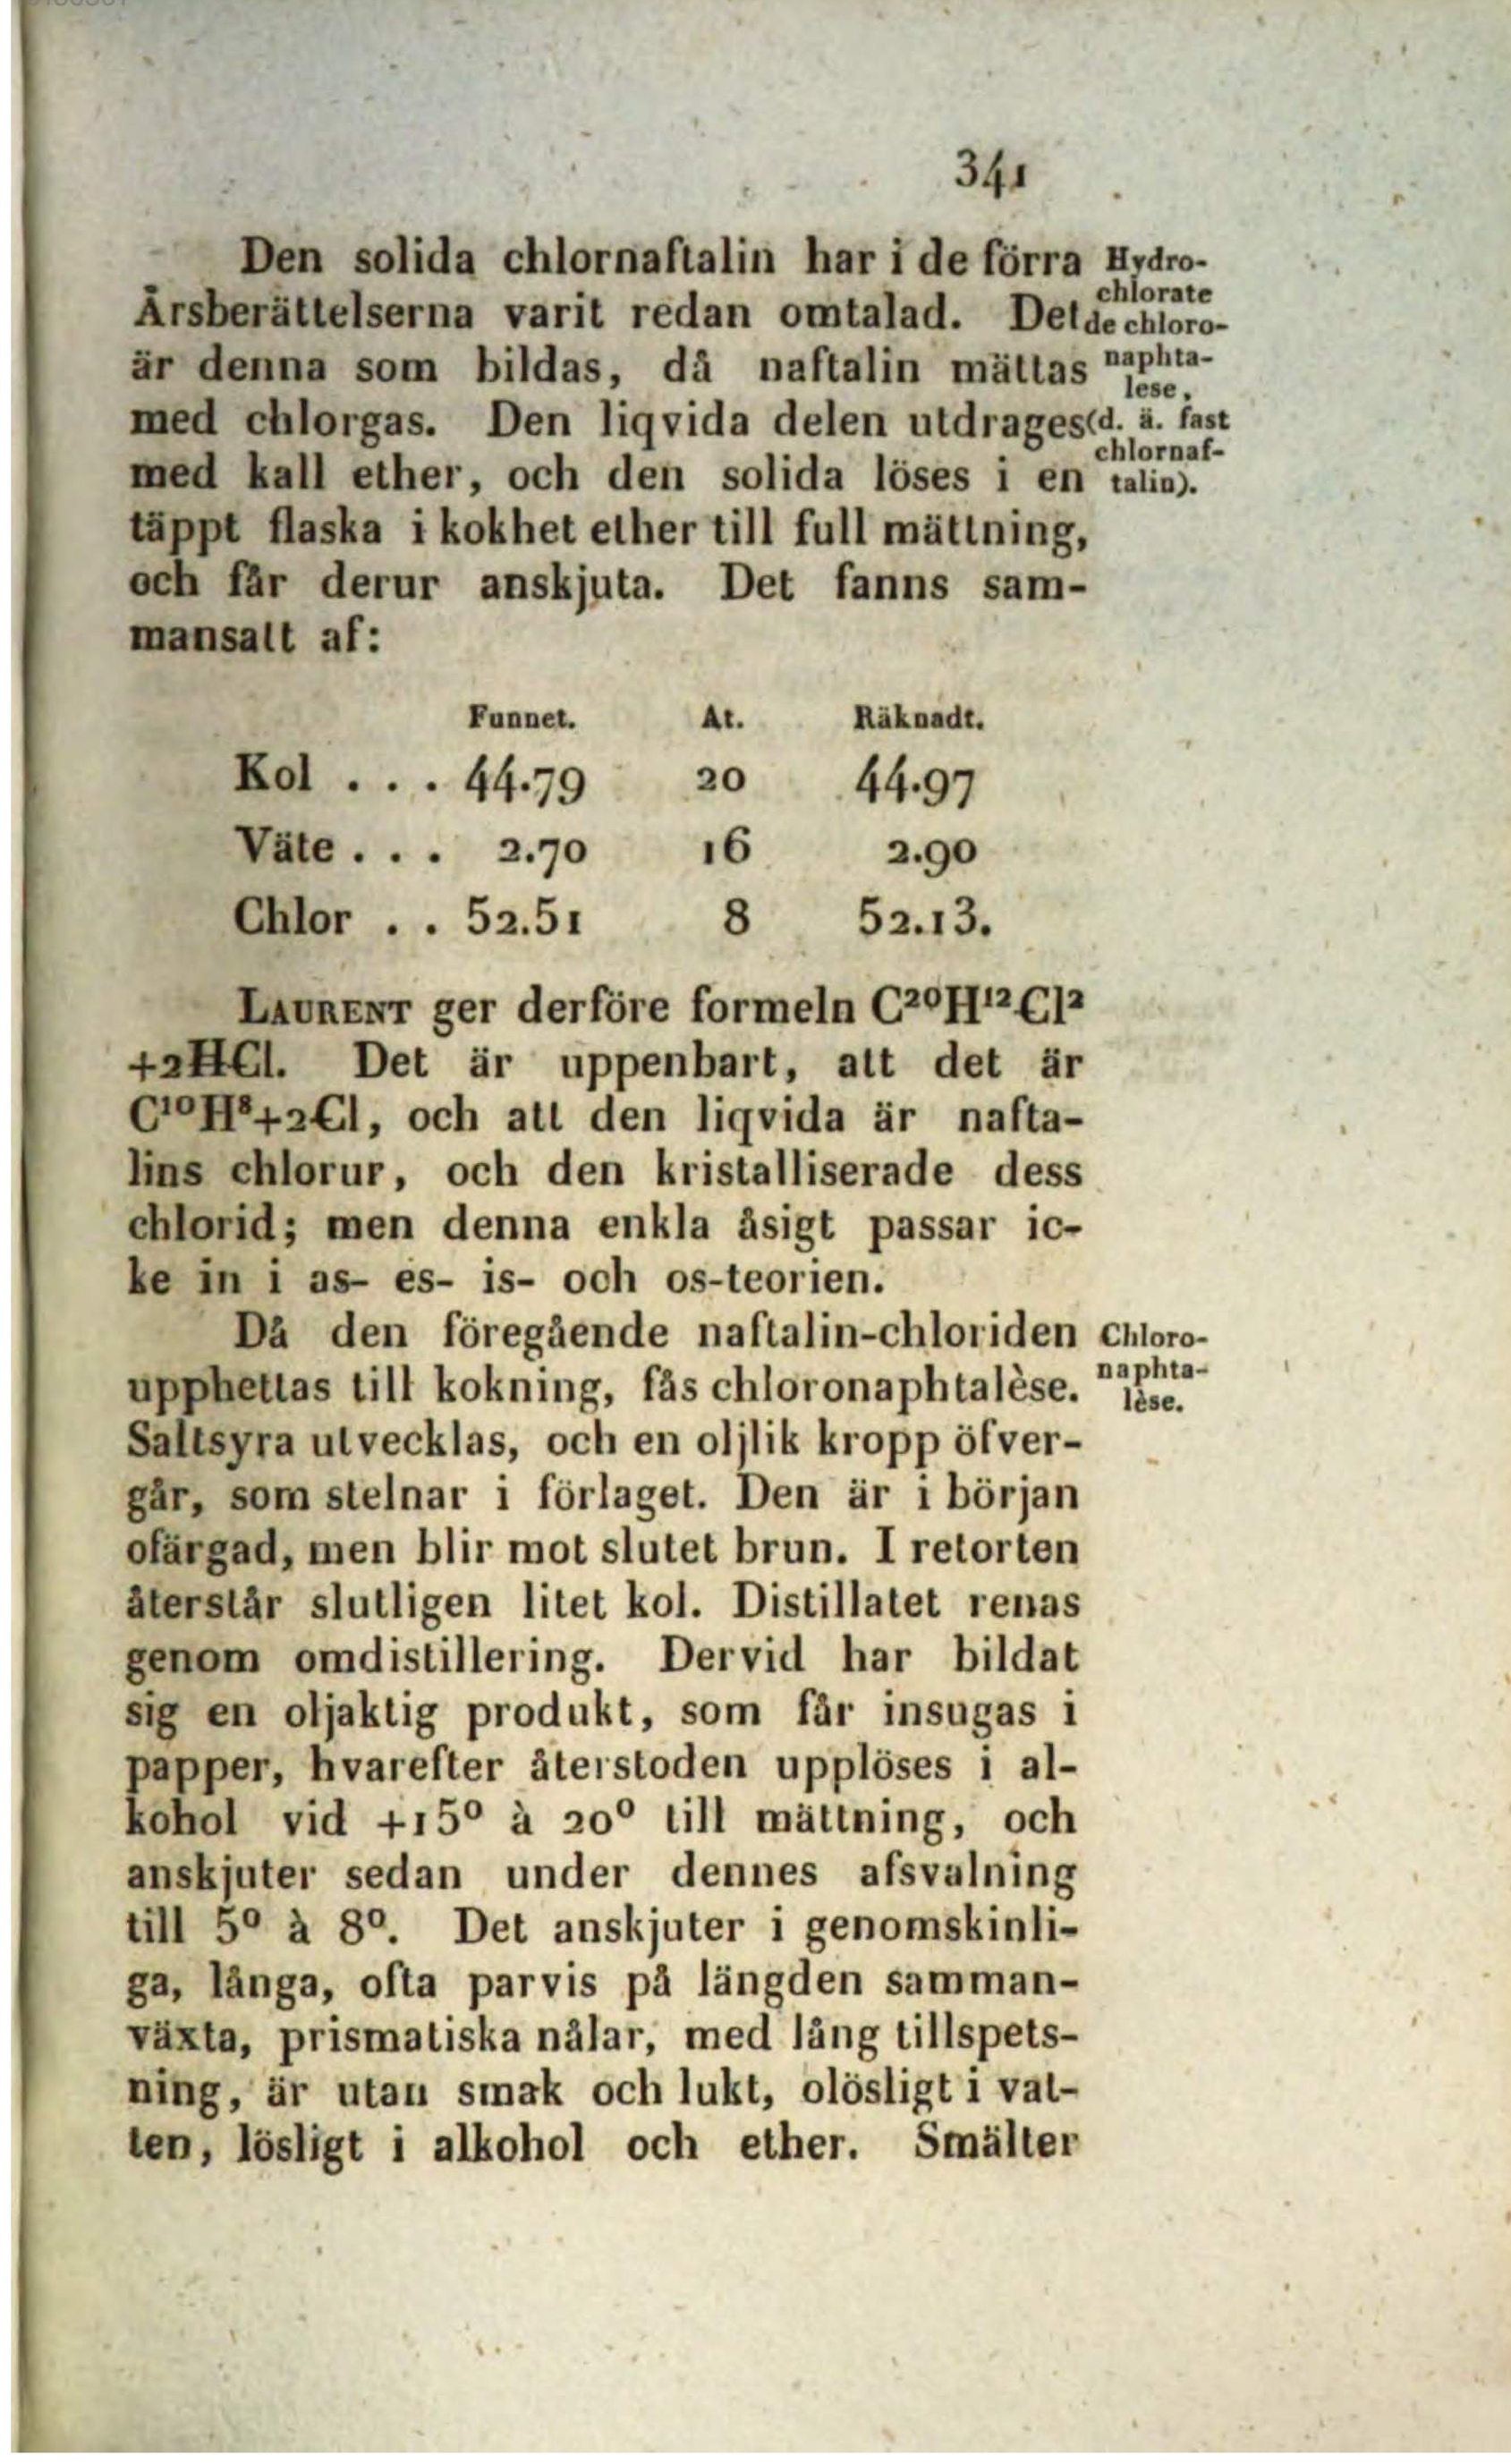 341
Den solida chlornaftalin har i de förra
Årsberättelserna varit redan omtalad. Det
är denna som bildas, då naftalin mättas
med chlorgas. Den liqvida delen utdrages
med kall ether, och den solida löses i en
täppt flaska i kokhet ether till full mättning,
och får derur anskjuta. Det fanns sam-
mansatt af:
Hydro-
chlorate
de chloro-
naphta-
lese,
(d. ä. fast
chlornaf-
talin).
Funnet. At. Räknadt.
Kol . . . 44.79 20 44.97
Väte . . . 2.70 16 2.90
Chlor . . 52.51 8 52.13.
LAURENT ger derföre formeln C²⁰H¹²Cl²
+2HCl. Det är uppenbart, att det är
C¹⁰H⁸+2Cl, och att den liqvida är nafta-
lins chlorur, och den kristalliserade dess
chlorid; men denna enkla åsigt passar ic-
ke in i as- es- is- och os-teorien.
Då den föregående naftalin-chloriden
upphettas till kokning, fås chloronaphtalèse.
Saltsyra utvecklas, och en oljlik kropp öfver-
går, som stelnar i förlaget. Den är i början
ofärgad, men blir mot slutet brun. I retorten
återstår slutligen litet kol. Distillatet renas
genom omdistillering. Dervid har bildat
sig en oljaktig produkt, som får insugas i
papper, hvarefter återstoden upplöses i al-
kohol vid +15° à 20° till mättning, och
anskjuter sedan under dennes afsvalning
till 5° à 8°. Det anskjuter i genomskinli-
ga, långa, ofta parvis på längden samman-
växta, prismatiska nålar, med lång tillspets-
ning, är utan smak och lukt, olösligt i vat-
ten, lösligt i alkohol och ether. Smälter
Chloro-
naphta-
lèse.